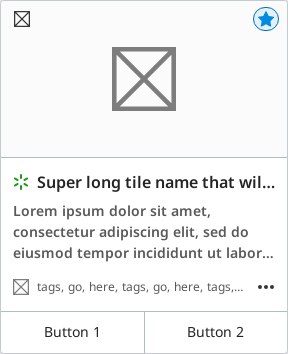 Super long tile name that wil...
Lorem ipsum dolor sit amet,
consectetur adipiscing elit, sed do
eiusmod tempor incididunt ut labor...
tags, go, here, tags, go, here, tags,...
Button 1
Button 2